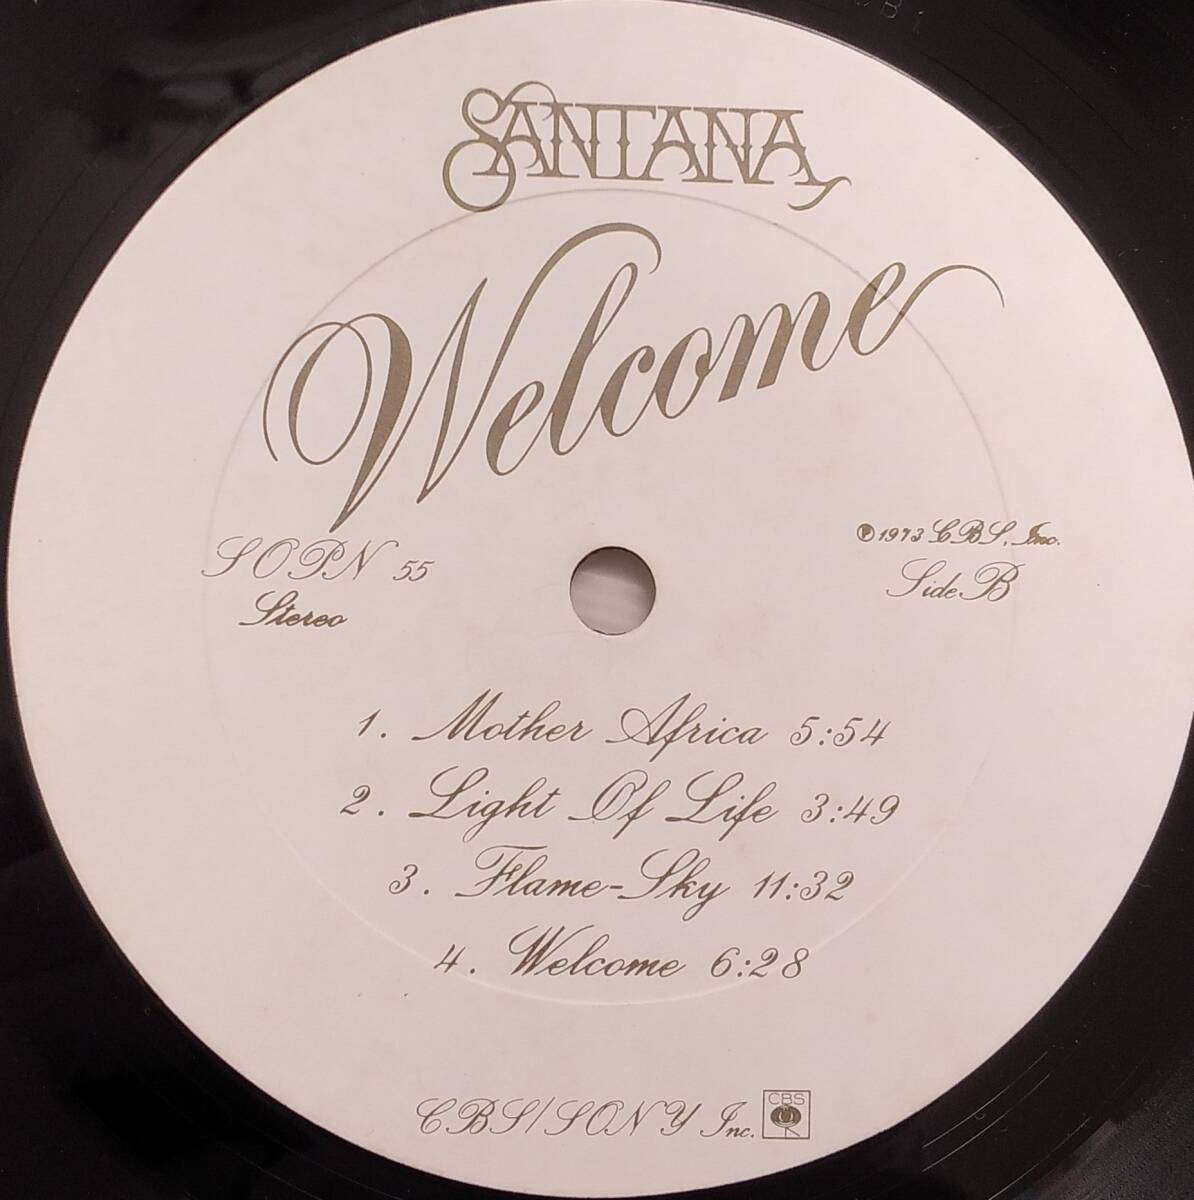 SANTANA
Welcome
SOPN 55
Stereo
℗1973 CBS, Inc.
Side B
1. Mother Africa 5:54
2. Light Of Life 3:49
3. Flame-Sky 11:32
4. Welcome 6:28
CBS/SONY Inc.
CBS